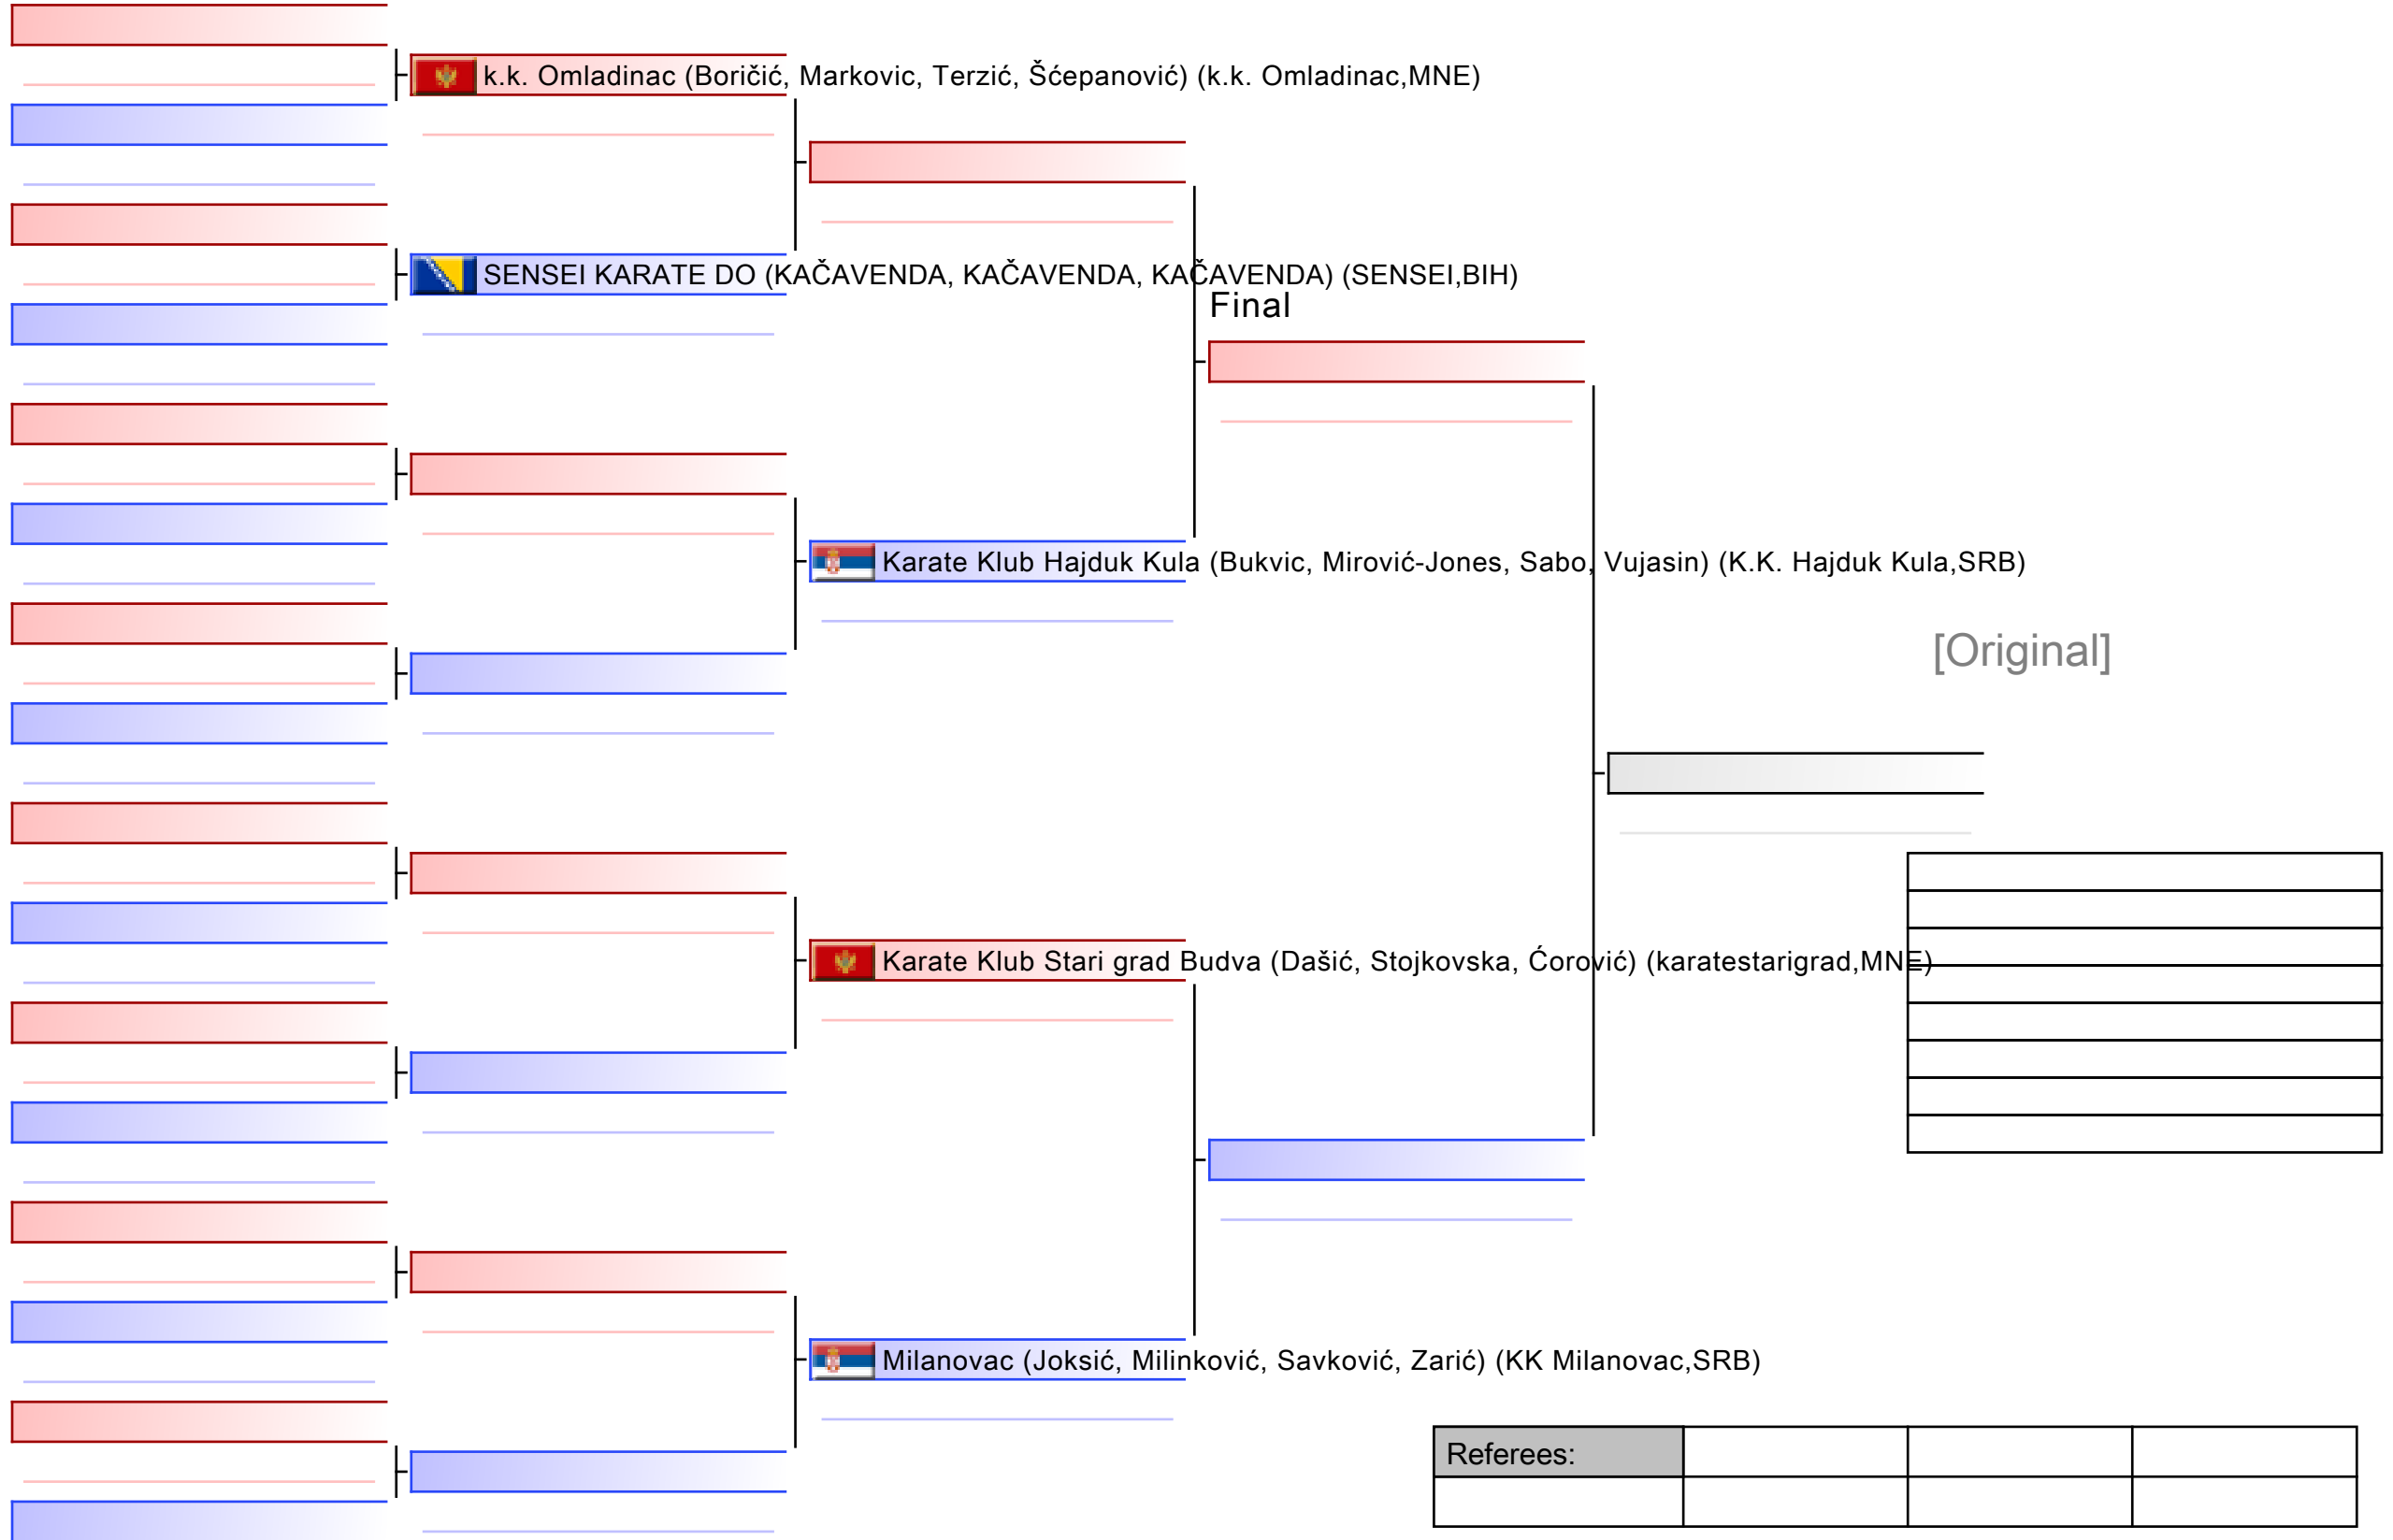 k.k. Omladinac (Boričić, Markovic, Terzić, Šćepanović) (k.k. Omladinac,MNE)
SENSEI KARATE DO (KAČAVENDA, KAČAVENDA, KAČAVENDA) (SENSEI,BIH)
Final
Karate Klub Hajduk Kula (Bukvic, Mirović-Jones, Sabo, Vujasin) (K.K. Hajduk Kula,SRB)
[Original]
Karate Klub Stari grad Budva (Dašić, Stojkovska, Ćorović) (karatestarigrad,MNE)
Milanovac (Joksić, Milinković, Savković, Zarić) (KK Milanovac,SRB)
Referees: